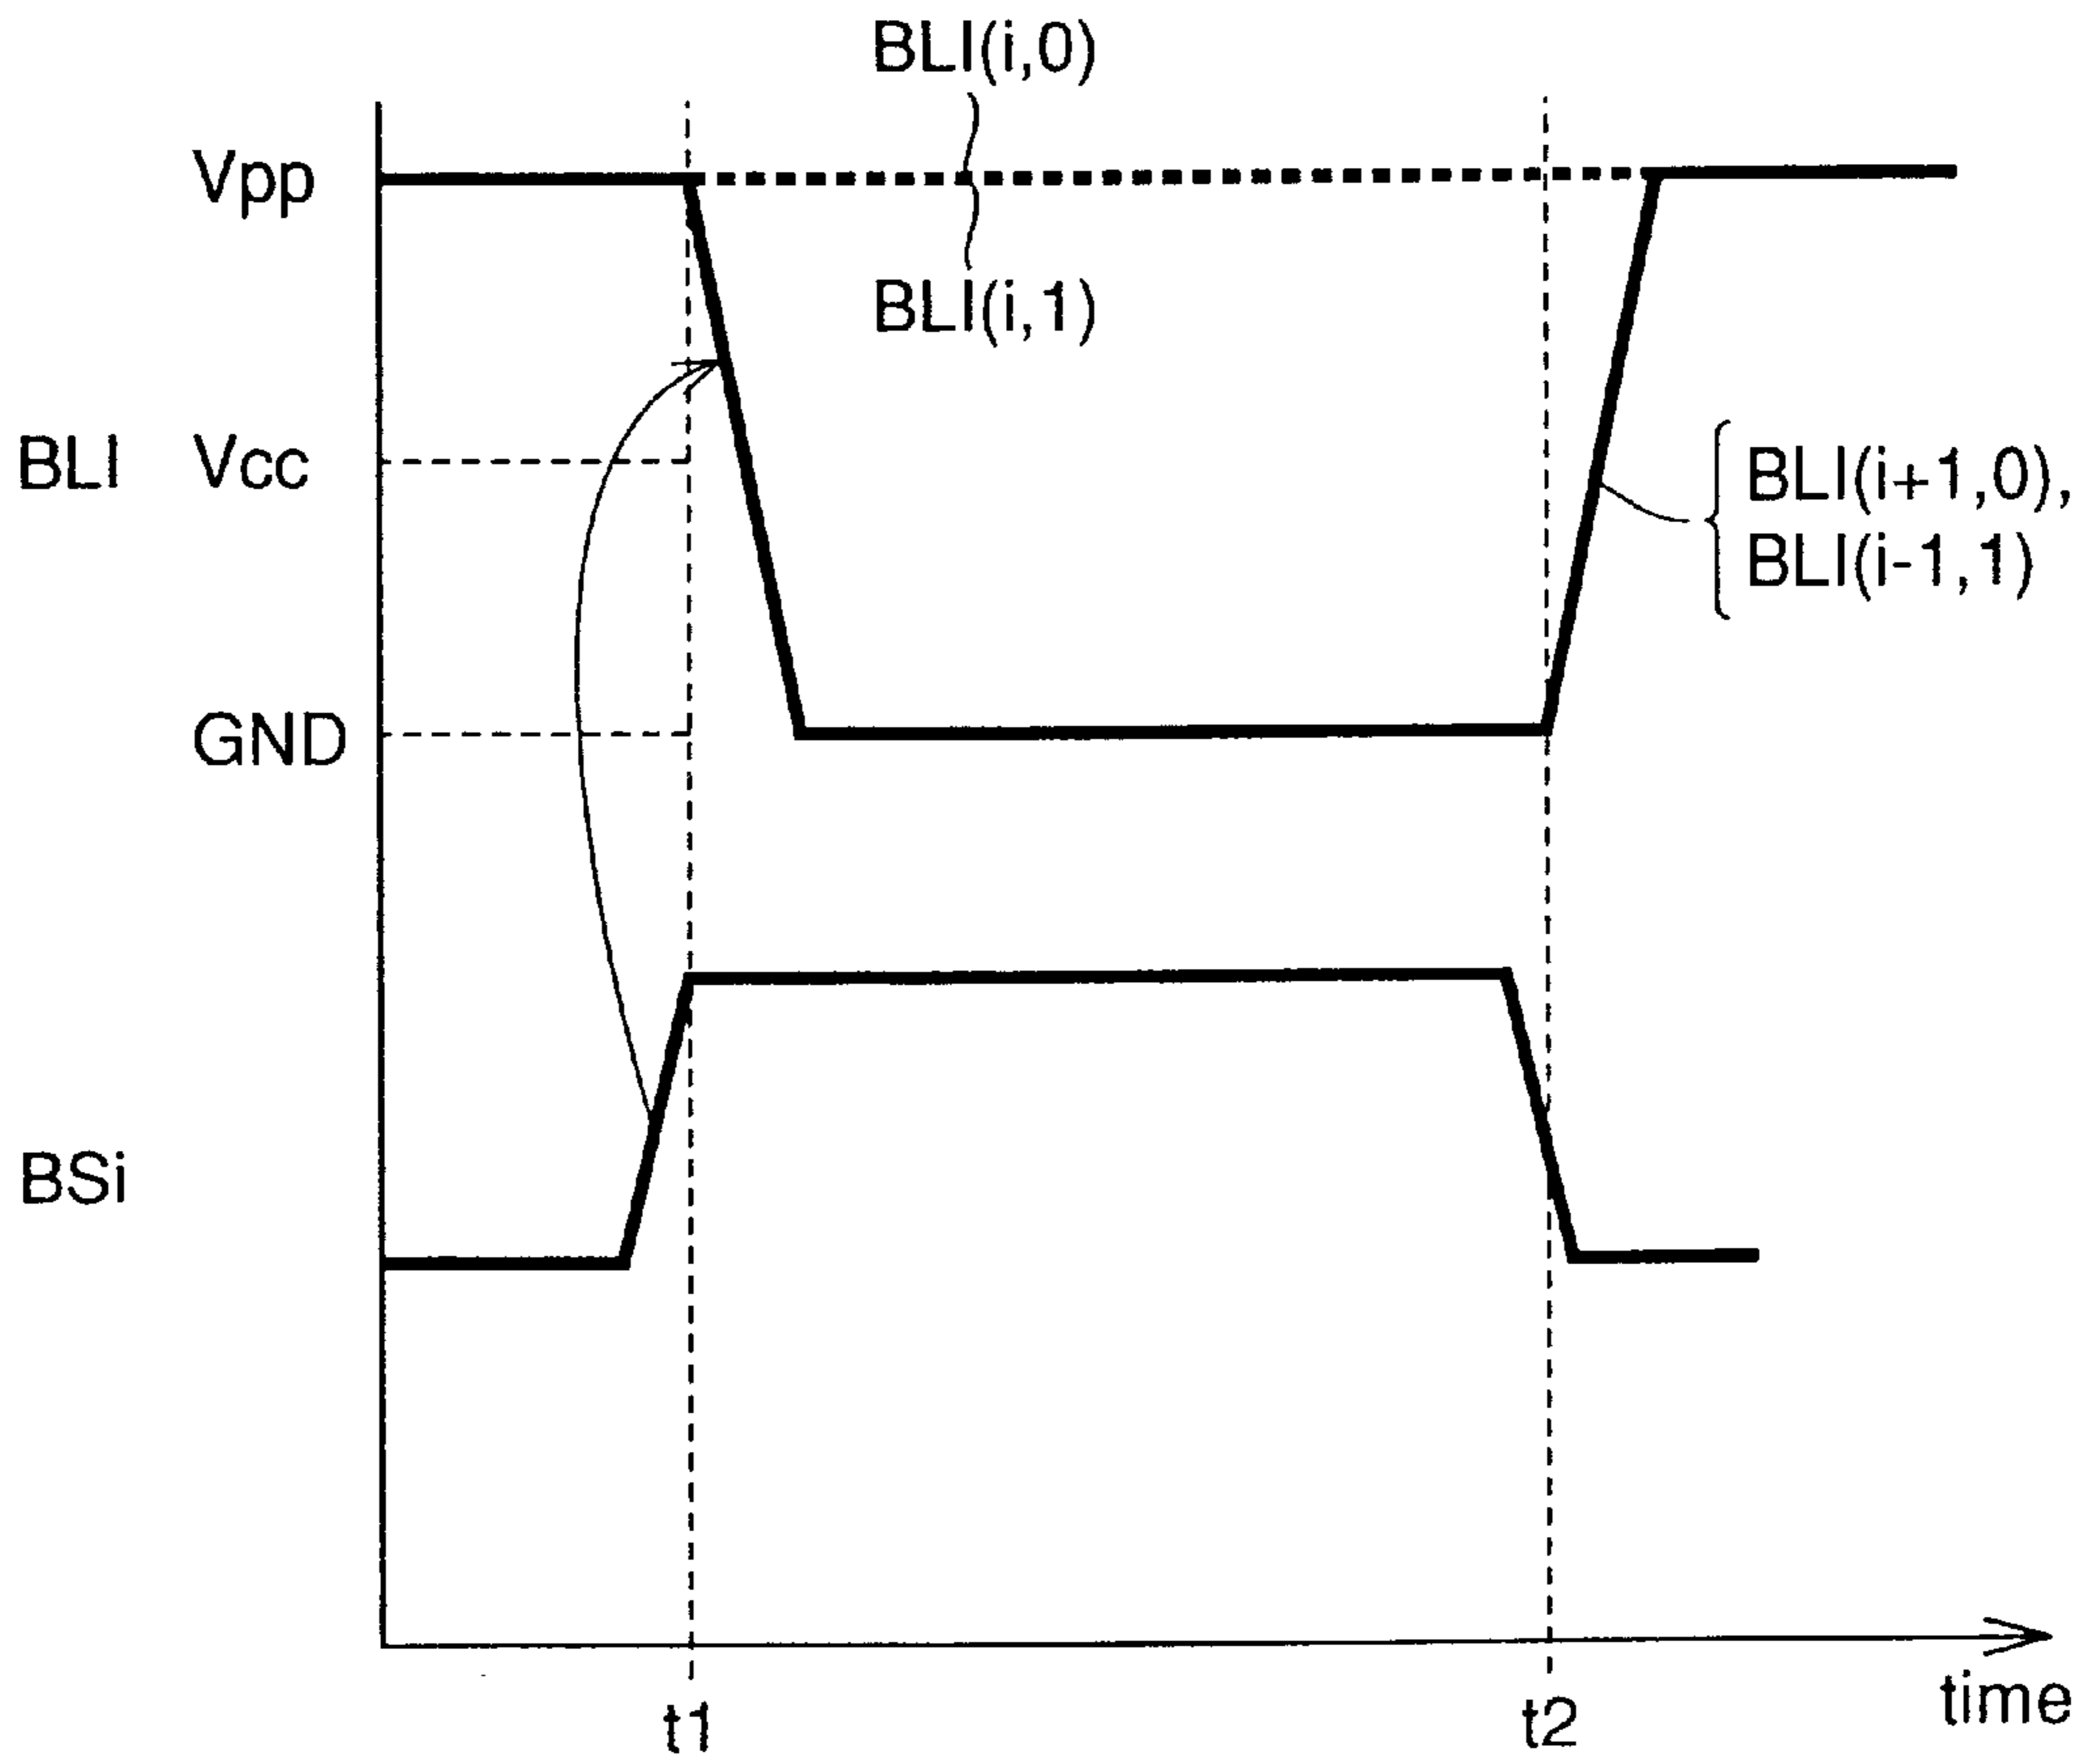 BLI(i,0)
Vpp
BLI(i,1)
BLI Vcc
BLI(i+1,0),
BLI(i-1,1)
GND
BSi
time
t1
t2